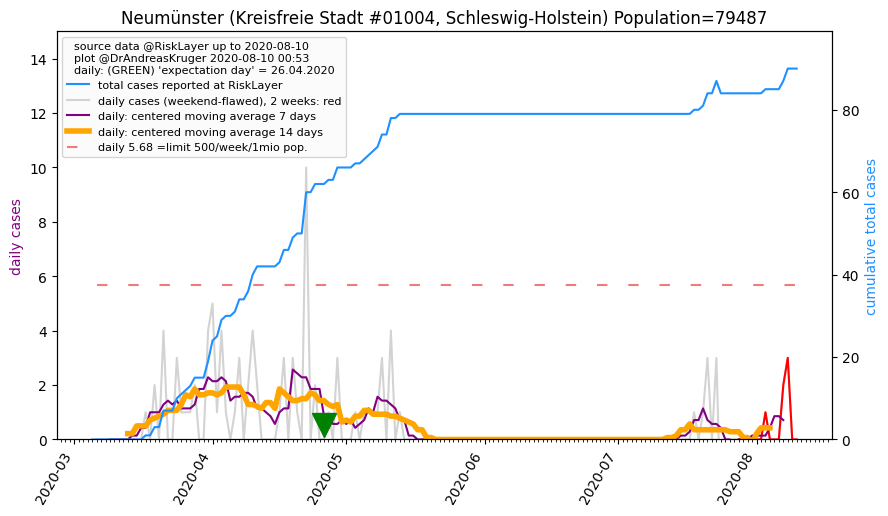 Neumünster (Kreisfreie Stadt #01004, Schleswig-Holstein) Population=79487
source data @RiskLayer up to 2020-08-10
plot @DrAndreasKruger 2020-08-10 00:53
daily: (GREEN) 'expectation day' = 26.04.2020
total cases reported at RiskLayer
daily cases (weekend-flawed), 2 weeks: red
daily: centered moving average 7 days
daily: centered moving average 14 days
daily 5.68 =limit 500/week/1mio pop.
daily cases
14
12
10
8
6
4
2
0
cumulative total cases
80
60
40
20
0
2020-03
2020-04
2020-05
2020-06
2020-07
2020-08